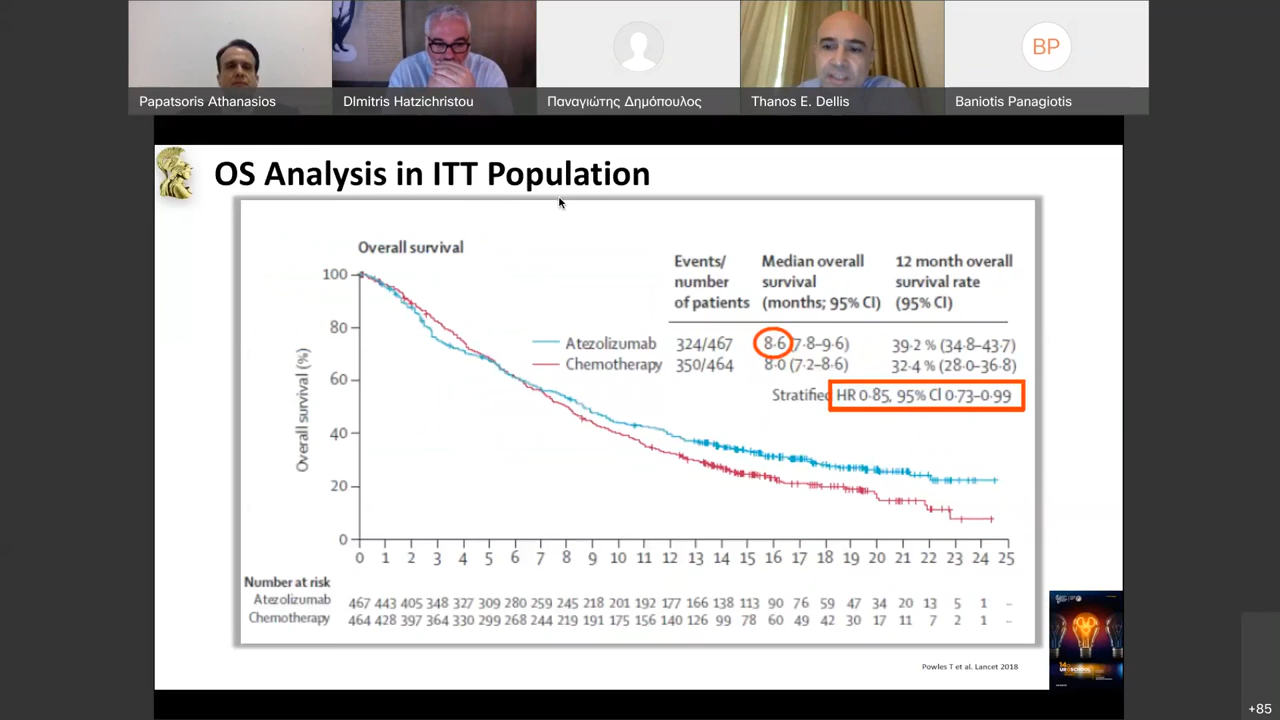 Papatsoris Athanasios
DImitris Hatzichristou
Παναγιώτης Δημόπουλος
Thanos E. Dellis
BP
Baniotis Panagiotis
OS Analysis in ITT Population
Overall survival
Events/
number
of patients
Median overall
survival
(months; 95% CI)
12 month overall
survival rate
(95% CI)
Atezolizumab 324/467 8·6 (7·8–9·6) 39·2 % (34·8–43·7)
Chemotherapy 350/464 8·0 (7·2–8·6) 32·4 % (28·0–36·8)
Stratified HR 0·85, 95% CI 0·73–0·99
Overall survival (%)
100
80
60
40
20
0
0 1 2 3 4 5 6 7 8 9 10 11 12 13 14 15 16 17 18 19 20 21 22 23 24 25
Number at risk
Atezolizumab 467 443 405 348 327 309 280 259 245 218 201 192 177 166 138 113 90 76 59 47 34 20 13 5 1 ..
Chemotherapy 464 428 397 364 330 299 268 244 219 191 175 156 140 126 99 78 60 49 42 30 17 11 7 2 1 ..
Powles T et al. Lancet 2018
14
UROSCHOOL
+85